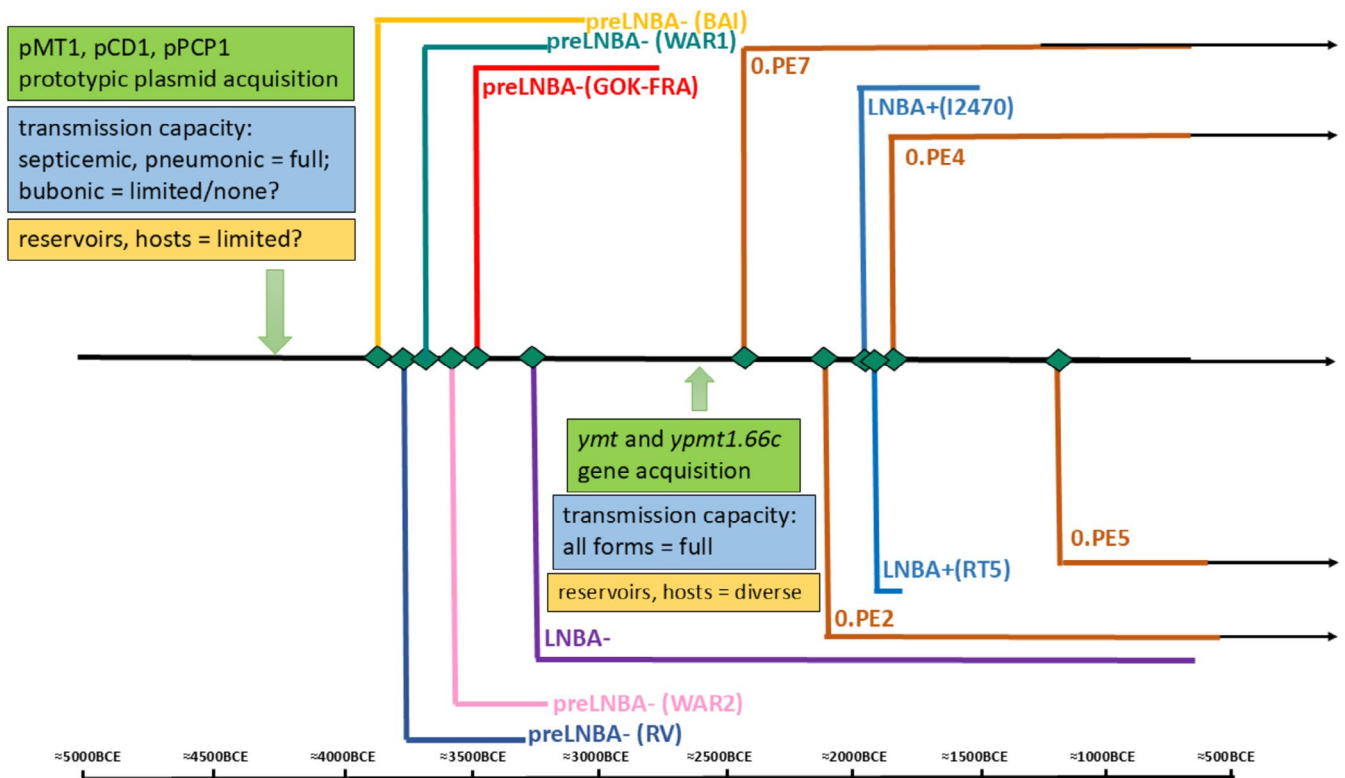 preLNBA- (BAI)
preLNBA- (WAR1)
preLNBA-(GOK-FRA)
pMT1, pCD1, pPCP1
prototypic plasmid acquisition
transmission capacity:
septicemic, pneumonic = full;
bubonic = limited/none?
reservoirs, hosts = limited?
0.PE7
LNBA+(I2470)
0.PE4
ymt and ypmt1.66c
gene acquisition
transmission capacity:
all forms = full
reservoirs, hosts = diverse
0.PE5
LNBA+(RT5)
0.PE2
LNBA-
preLNBA- (WAR2)
preLNBA- (RV)
≈5000BCE ≈4500BCE ≈4000BCE ≈3500BCE ≈3000BCE ≈2500BCE ≈2000BCE ≈1500BCE ≈1000BCE ≈500BCE